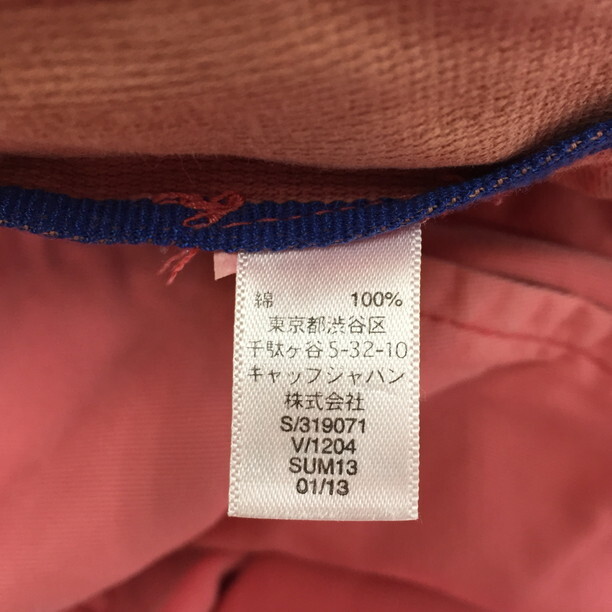 綿 100%
東京都渋谷区
千駄ヶ谷5-32-10
ギャップジャパン
株式会社
S/319071
V/1204
SUM13
01/13